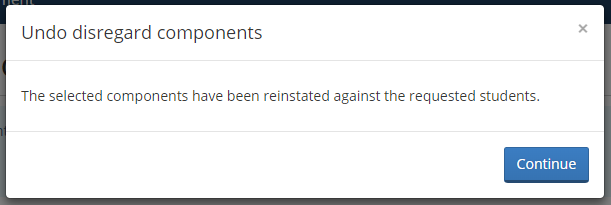 Undo disregard components
×
The selected components have been reinstated against the requested students.
Continue